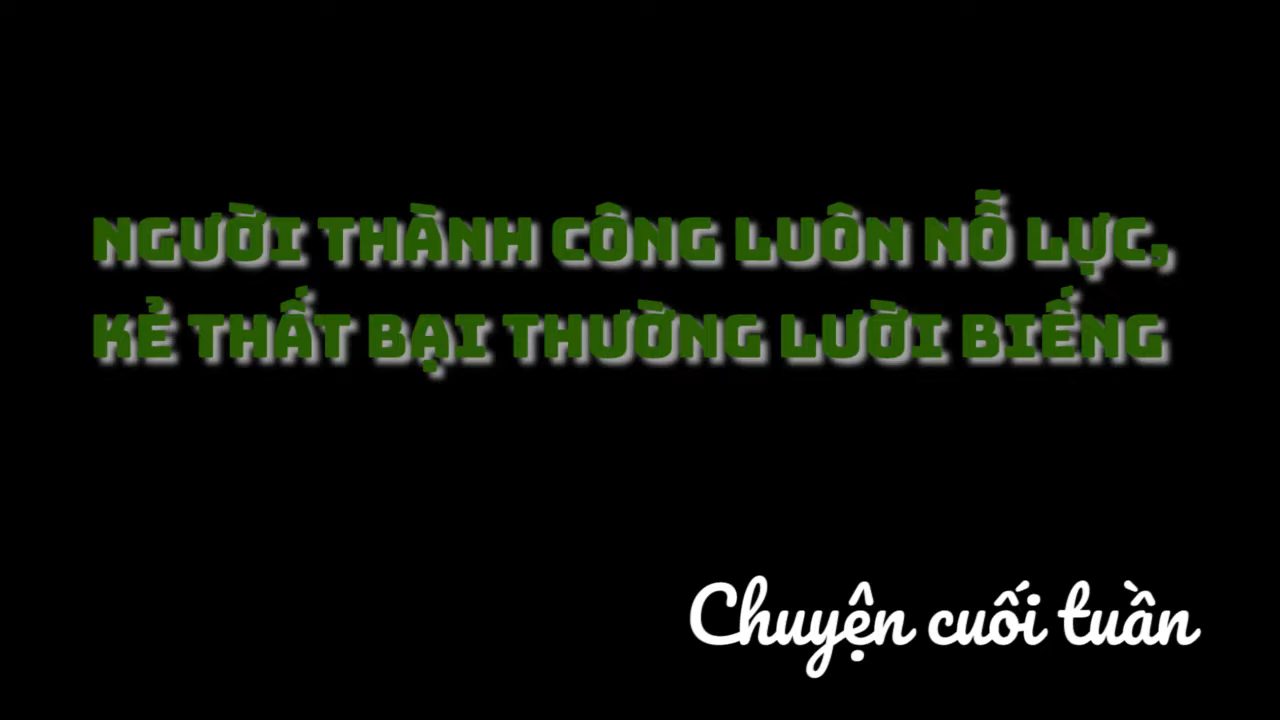 NGƯỜI THÀNH CÔNG LUÔN NỖ LỰC,
KẺ THẤT BẠI THƯỜNG LƯỜI BIẾNG
Chuyện cuối tuần